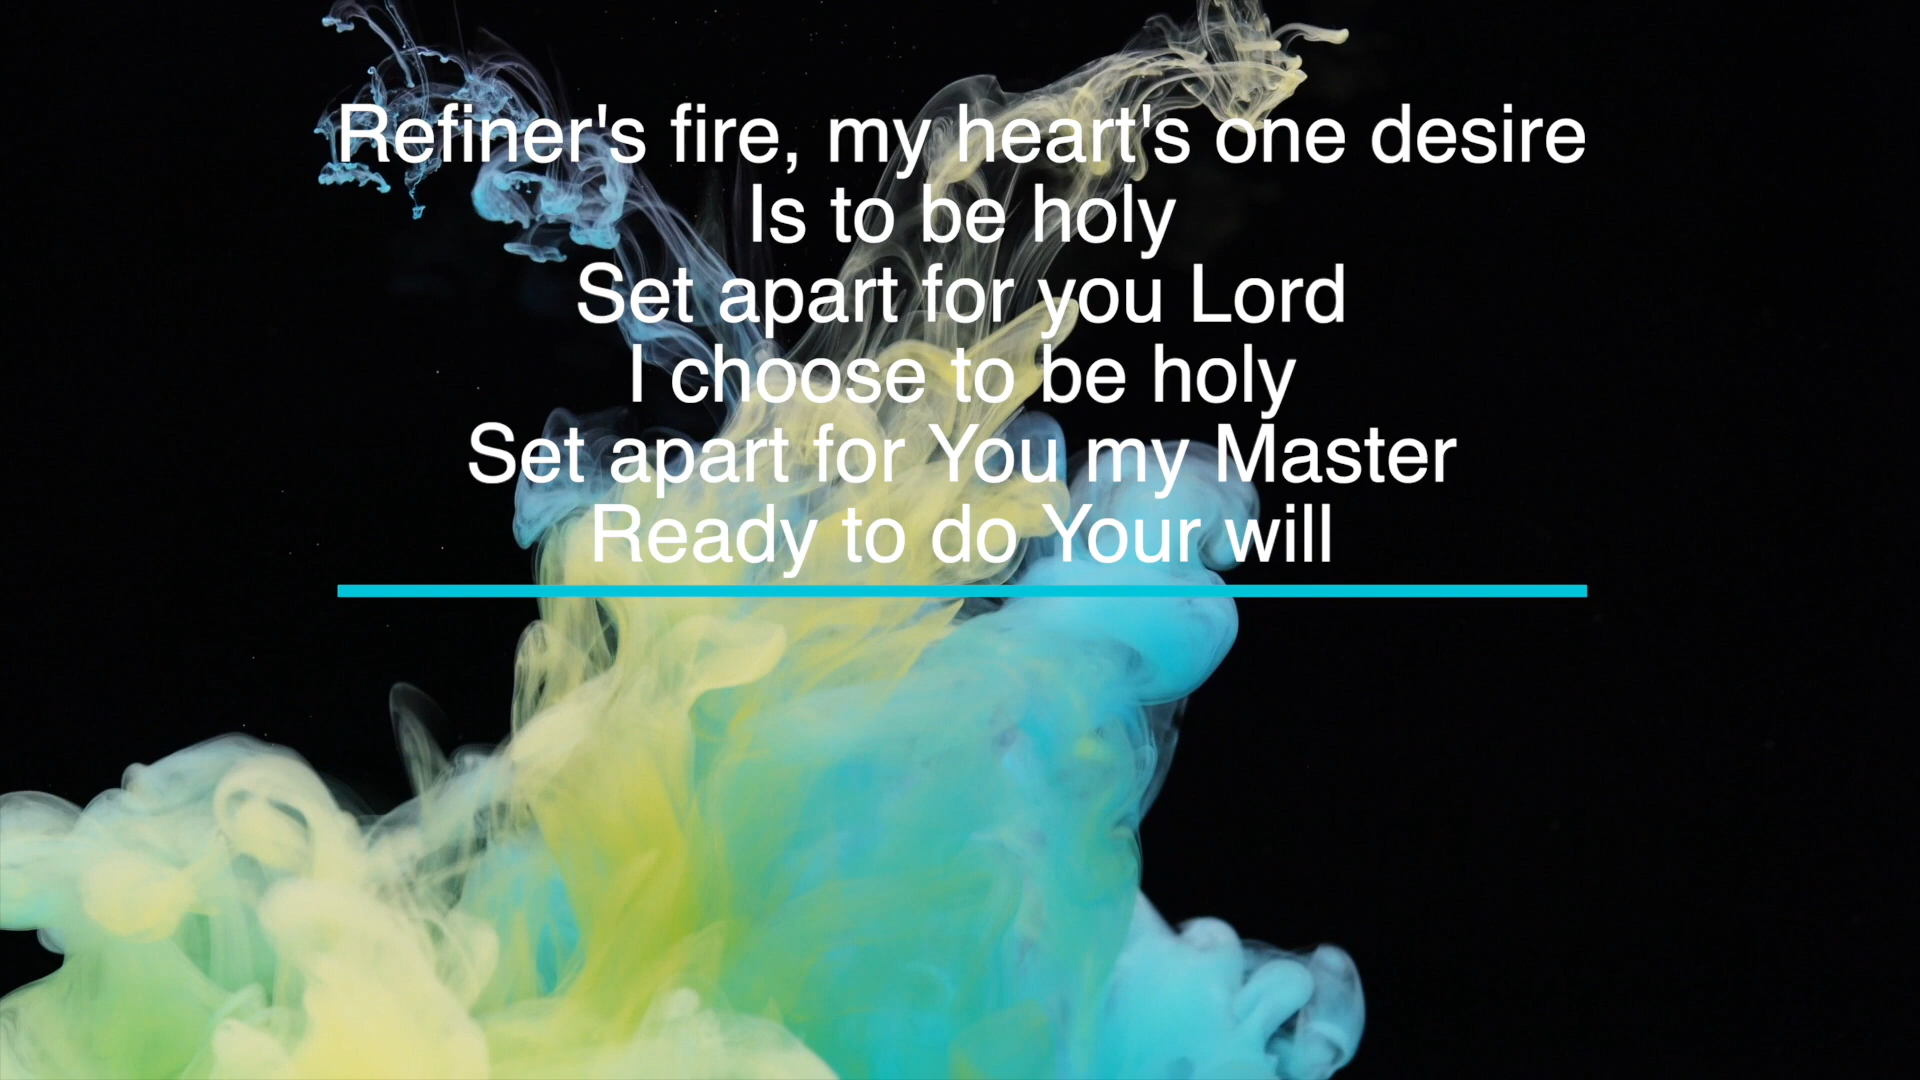 Refiner's fire, my heart's one desire
Is to be holy
Set apart for you Lord
I choose to be holy
Set apart for You my Master
Ready to do Your will